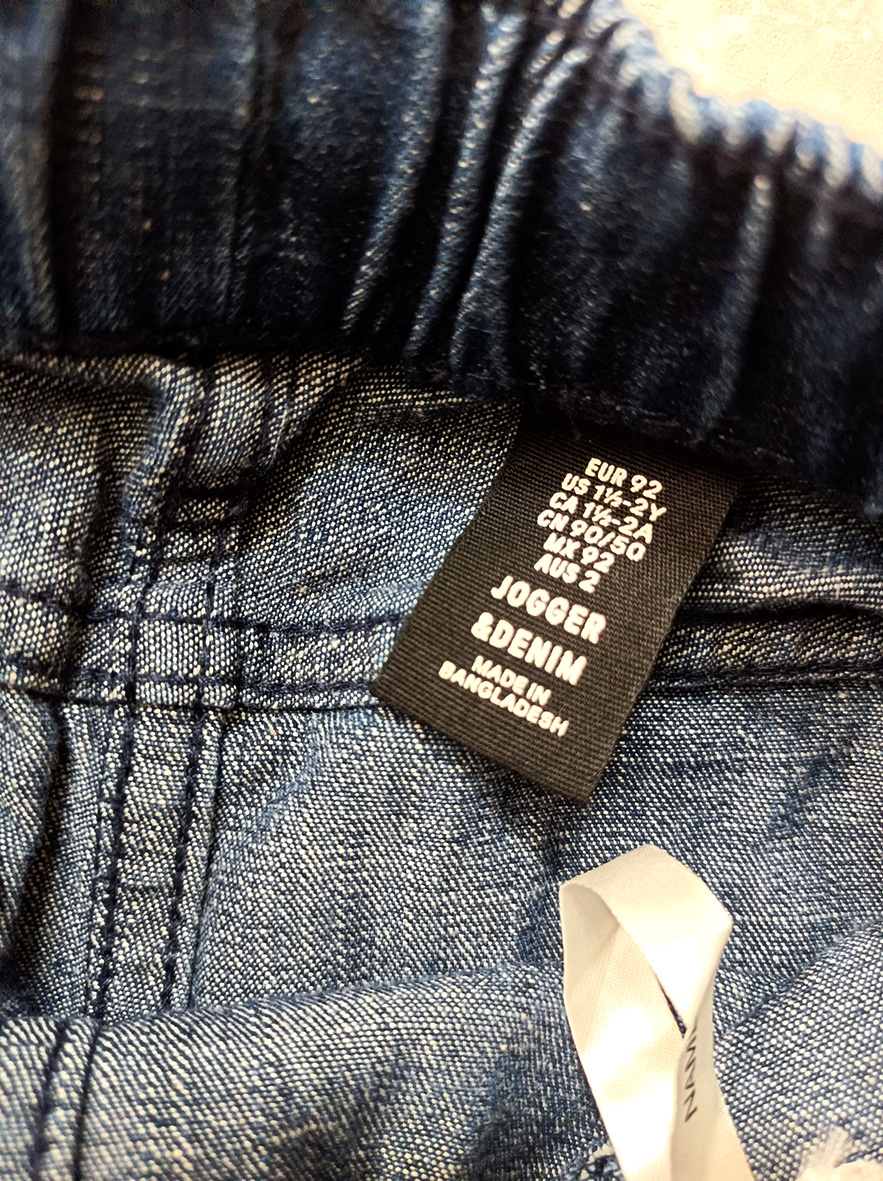 EUR 92
US 1½-2Y
CA 1½-2A
CN 90/50
MX 92
AUS 2
JOGGER
&DENIM
MADE IN
BANGLADESH